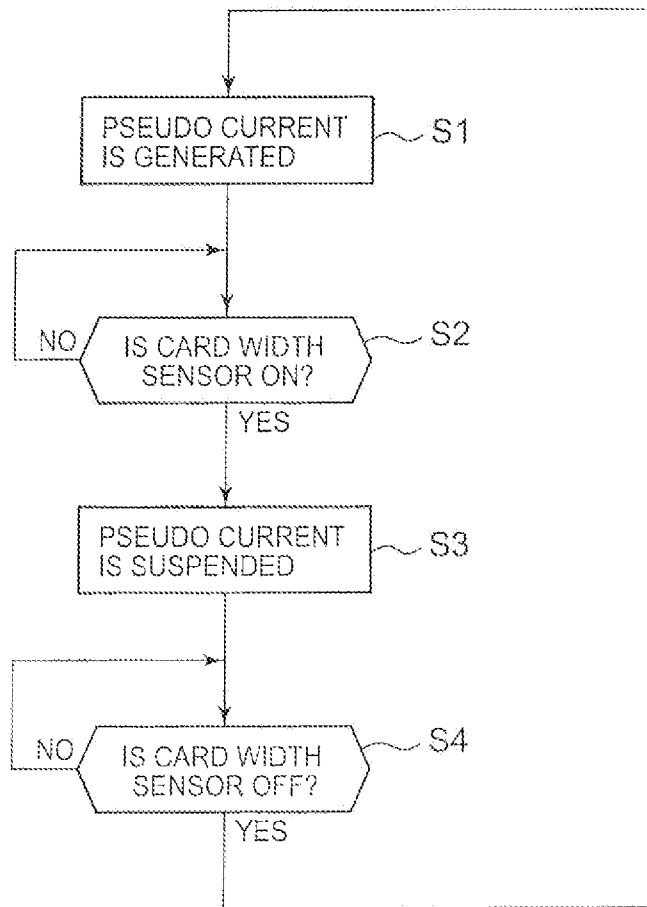 PSEUDO CURRENT
IS GENERATED
S1
NO
IS CARD WIDTH
SENSOR ON?
S2
YES
PSEUDO CURRENT
IS SUSPENDED
S3
NO
IS CARD WIDTH
SENSOR OFF?
S4
YES